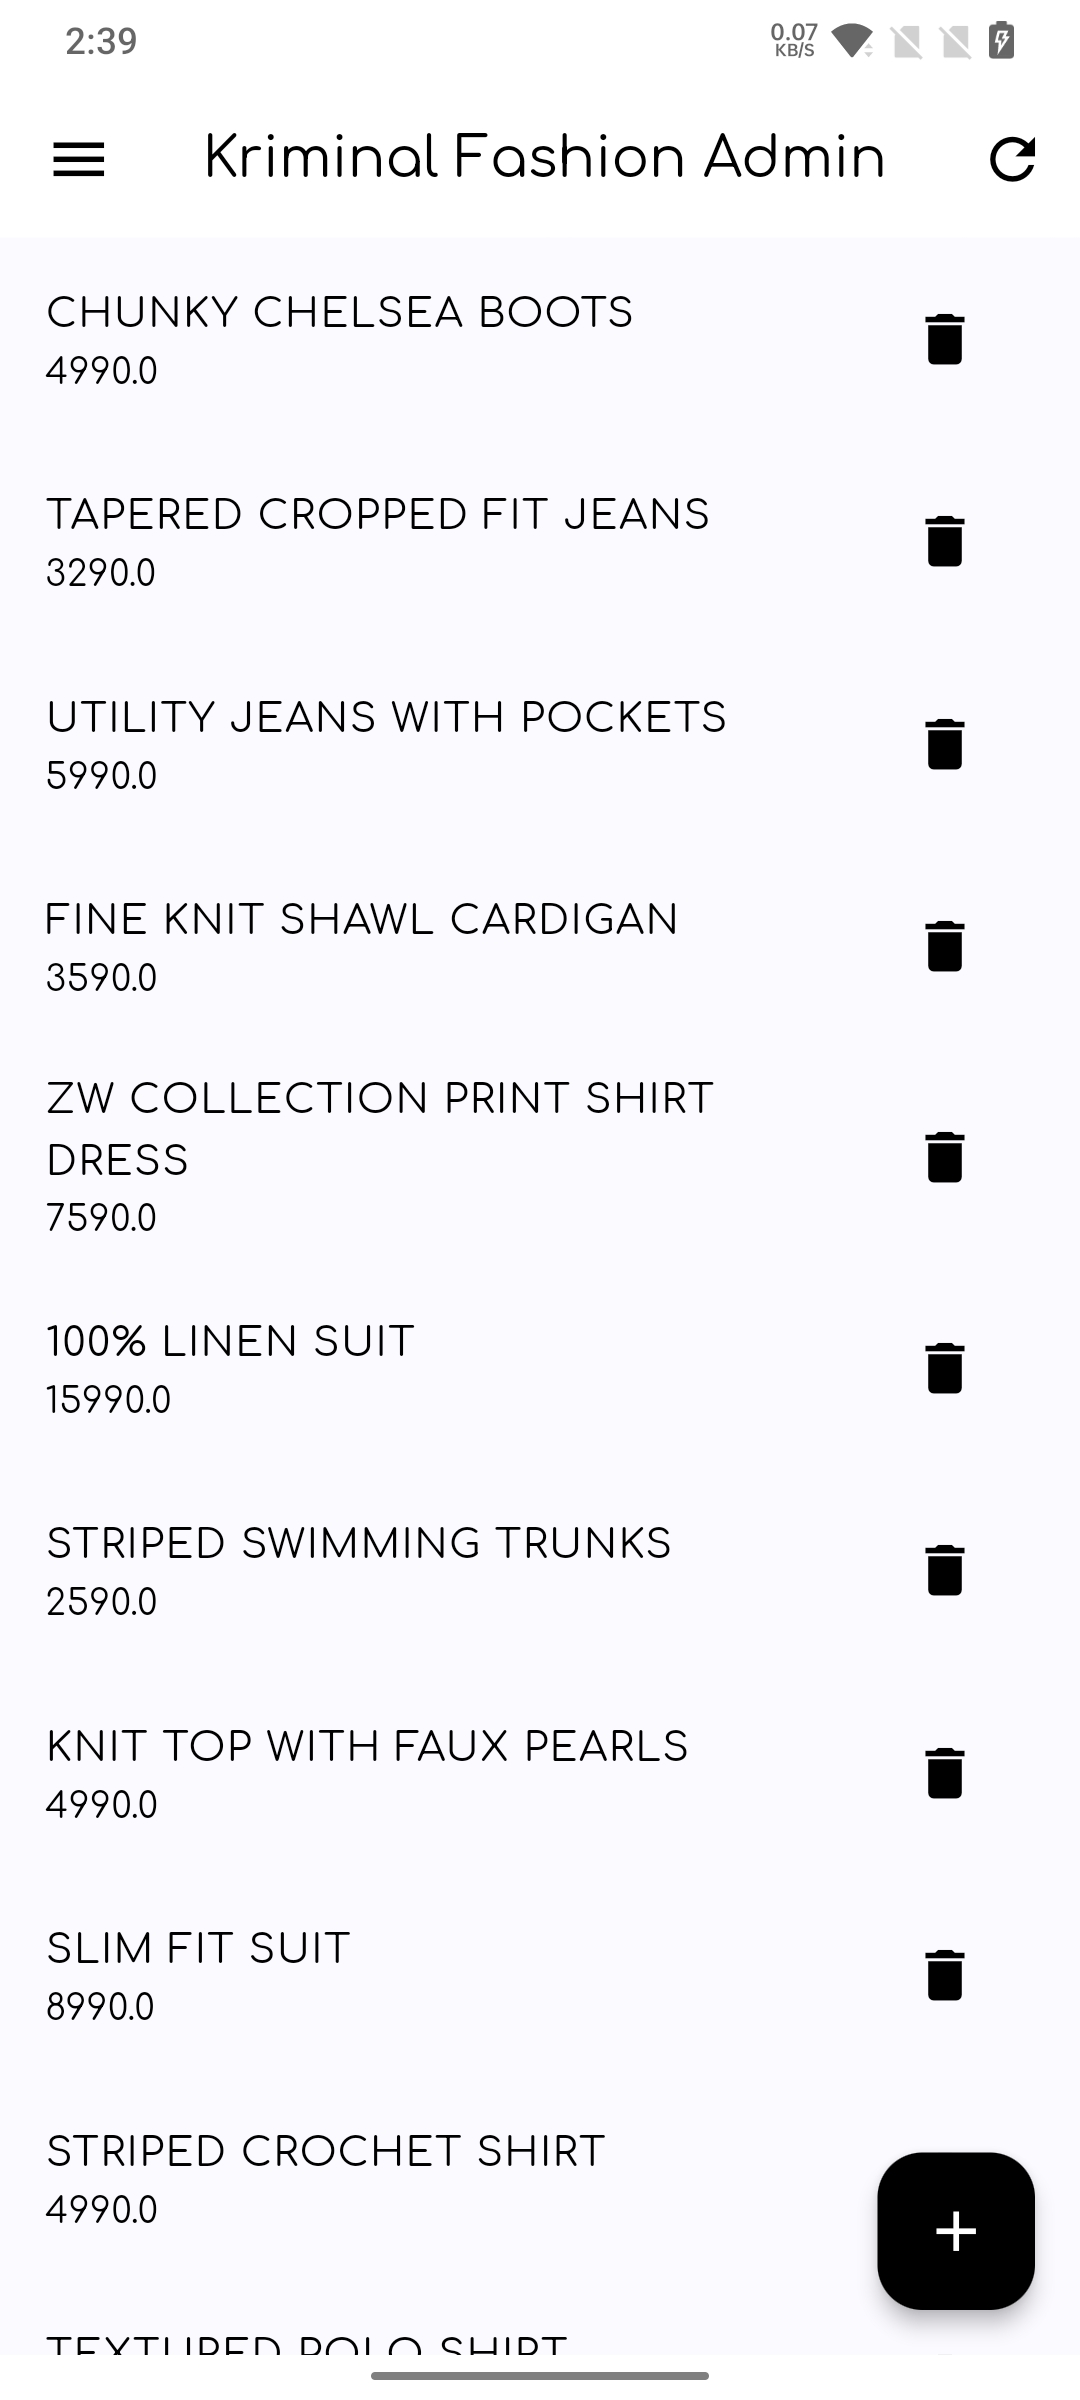 2:39
0.07
KB/S
Kriminal Fashion Admin
CHUNKY CHELSEA BOOTS
4990.0
TAPERED CROPPED FIT JEANS
3290.0
UTILITY JEANS WITH POCKETS
5990.0
FINE KNIT SHAWL CARDIGAN
3590.0
ZW COLLECTION PRINT SHIRT
DRESS
7590.0
100% LINEN SUIT
15990.0
STRIPED SWIMMING TRUNKS
2590.0
KNIT TOP WITH FAUX PEARLS
4990.0
SLIM FIT SUIT
8990.0
STRIPED CROCHET SHIRT
4990.0
TEXTURED POLO SHIRT